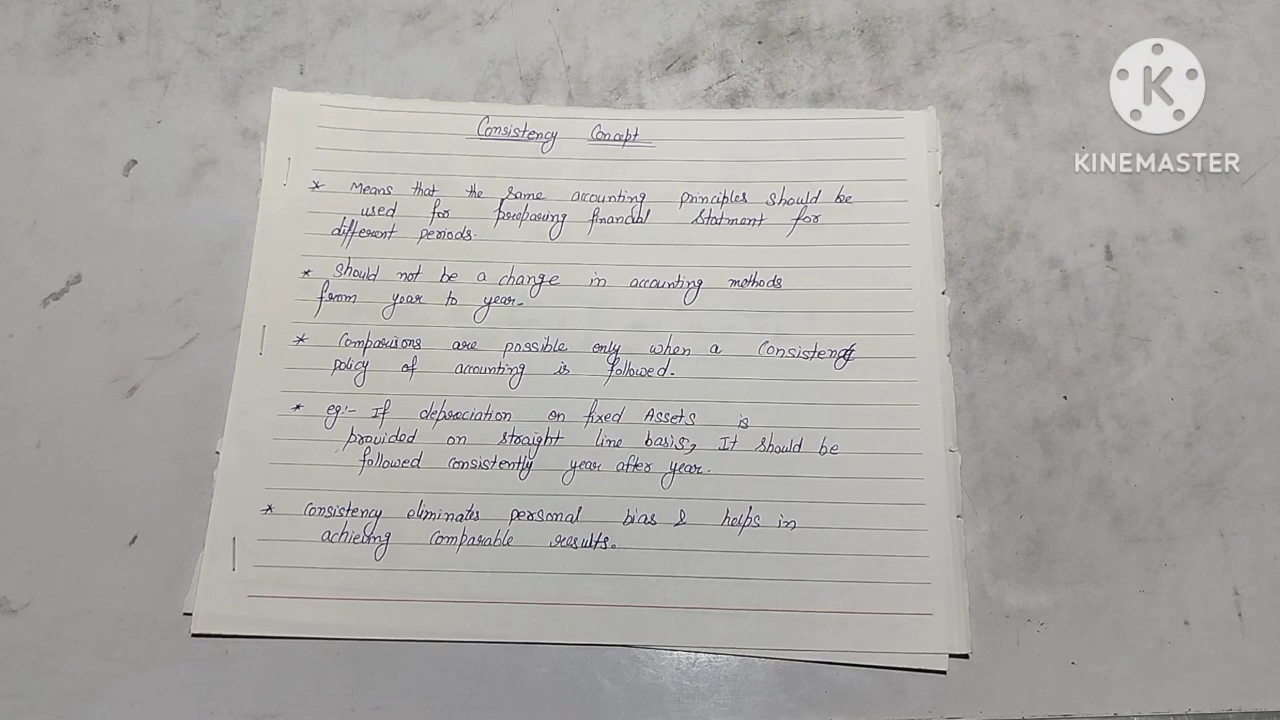 Consistency Concept
* Means that the same accounting principles should be
used for preparing financial Statment for
different periods.
* Should not be a change in accounting methods
from year to year.
* Comparisons are possible only when a Consistent
policy of accounting is followed.
* eg:- If depreciation on fixed Assets is
provided on straight line basis, It should be
followed consistently year after year.
* Consistency eliminates personal bias & helps in
achieving comparable results.
K
KINEMASTER